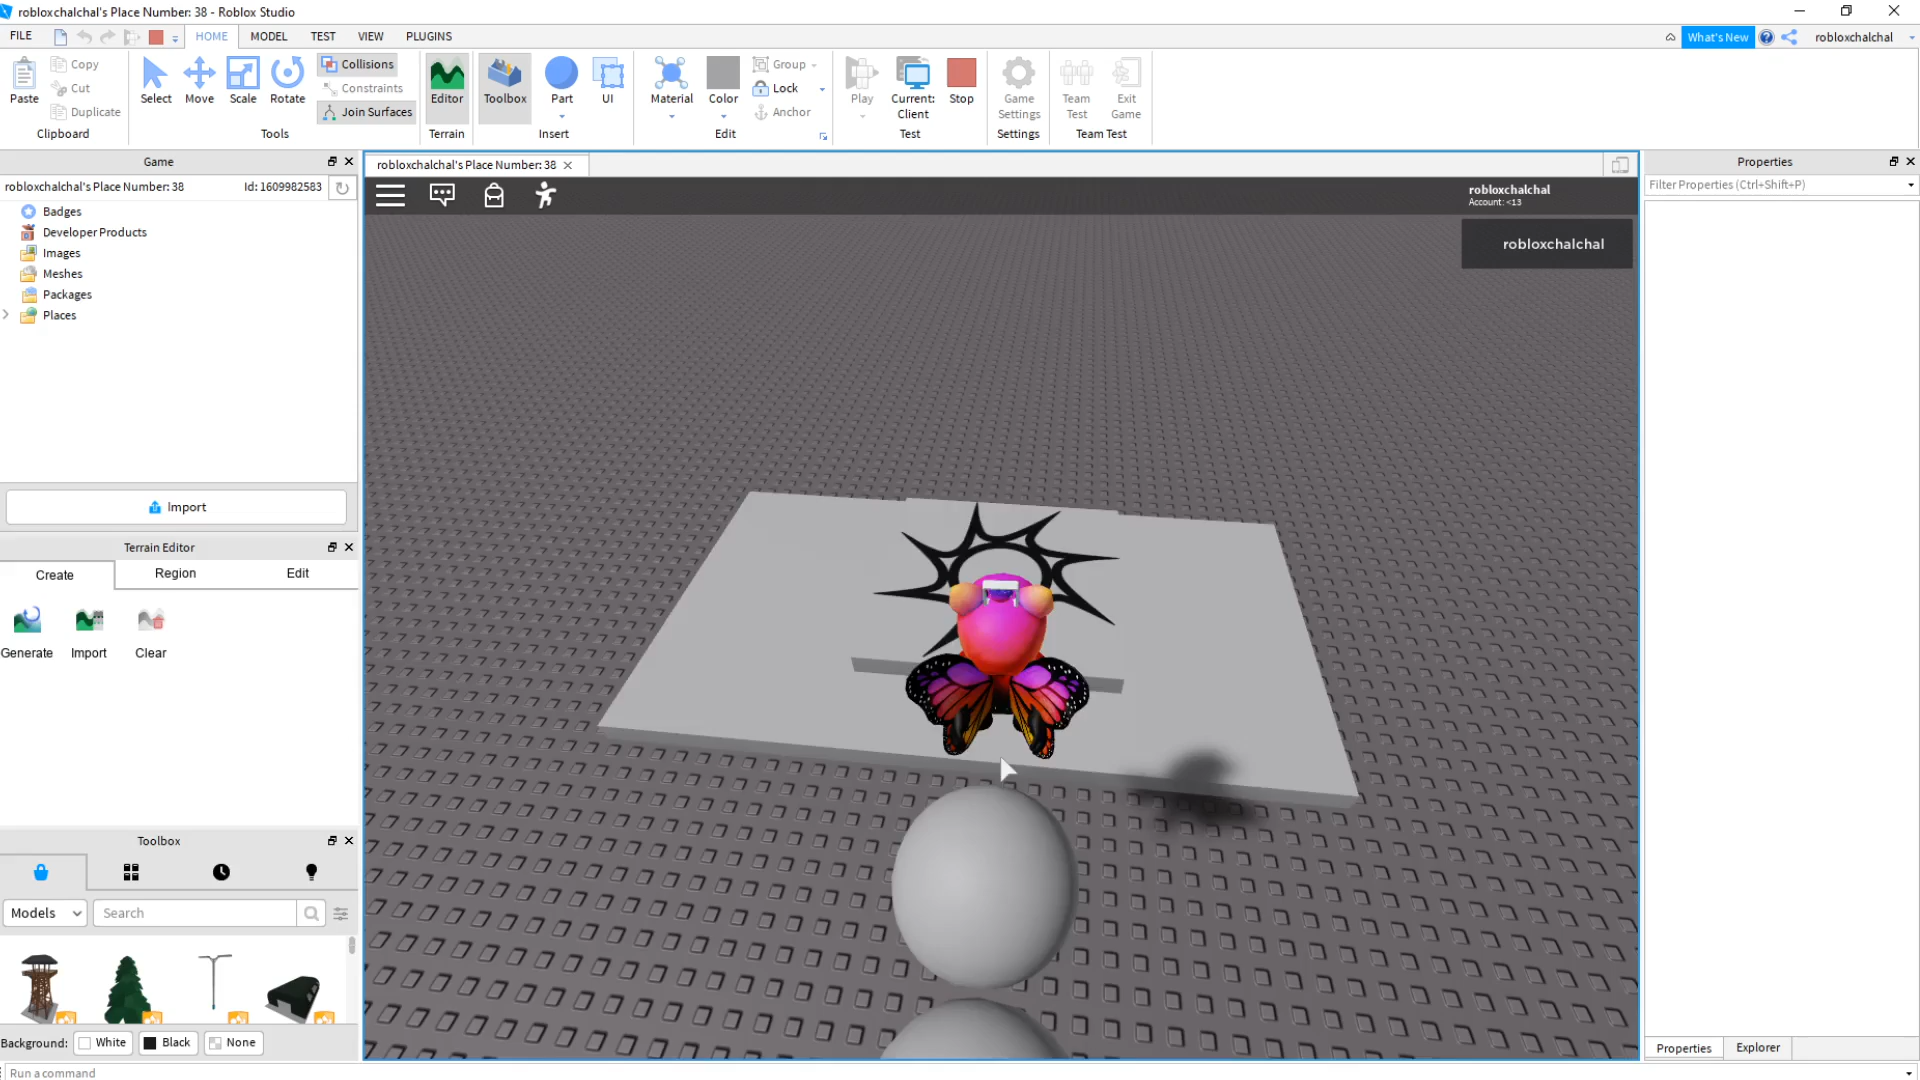 robloxchalchal's Place Number: 38 - Roblox Studio
FILE HOME MODEL TEST VIEW PLUGINS What's New robloxchalchal
Paste Copy Cut Duplicate Clipboard
Select Move Scale Rotate Collisions Constraints Join Surfaces Tools
Editor Terrain
Toolbox Part UI Insert
Material Color Group Lock Anchor Edit
Play Current: Client Stop Test
Game Settings Settings
Team Test Exit Game Team Test
Game
robloxchalchal's Place Number: 38 Id: 1609982583
Badges
Developer Products
Images
Meshes
Packages
Places
Import
Terrain Editor
Create Region Edit
Generate Import Clear
Toolbox
Models Search
Background: White Black None
Run a command
robloxchalchal's Place Number: 38
robloxchalchal
Account: <13
robloxchalchal
Properties
Filter Properties (Ctrl+Shift+P)
Properties Explorer